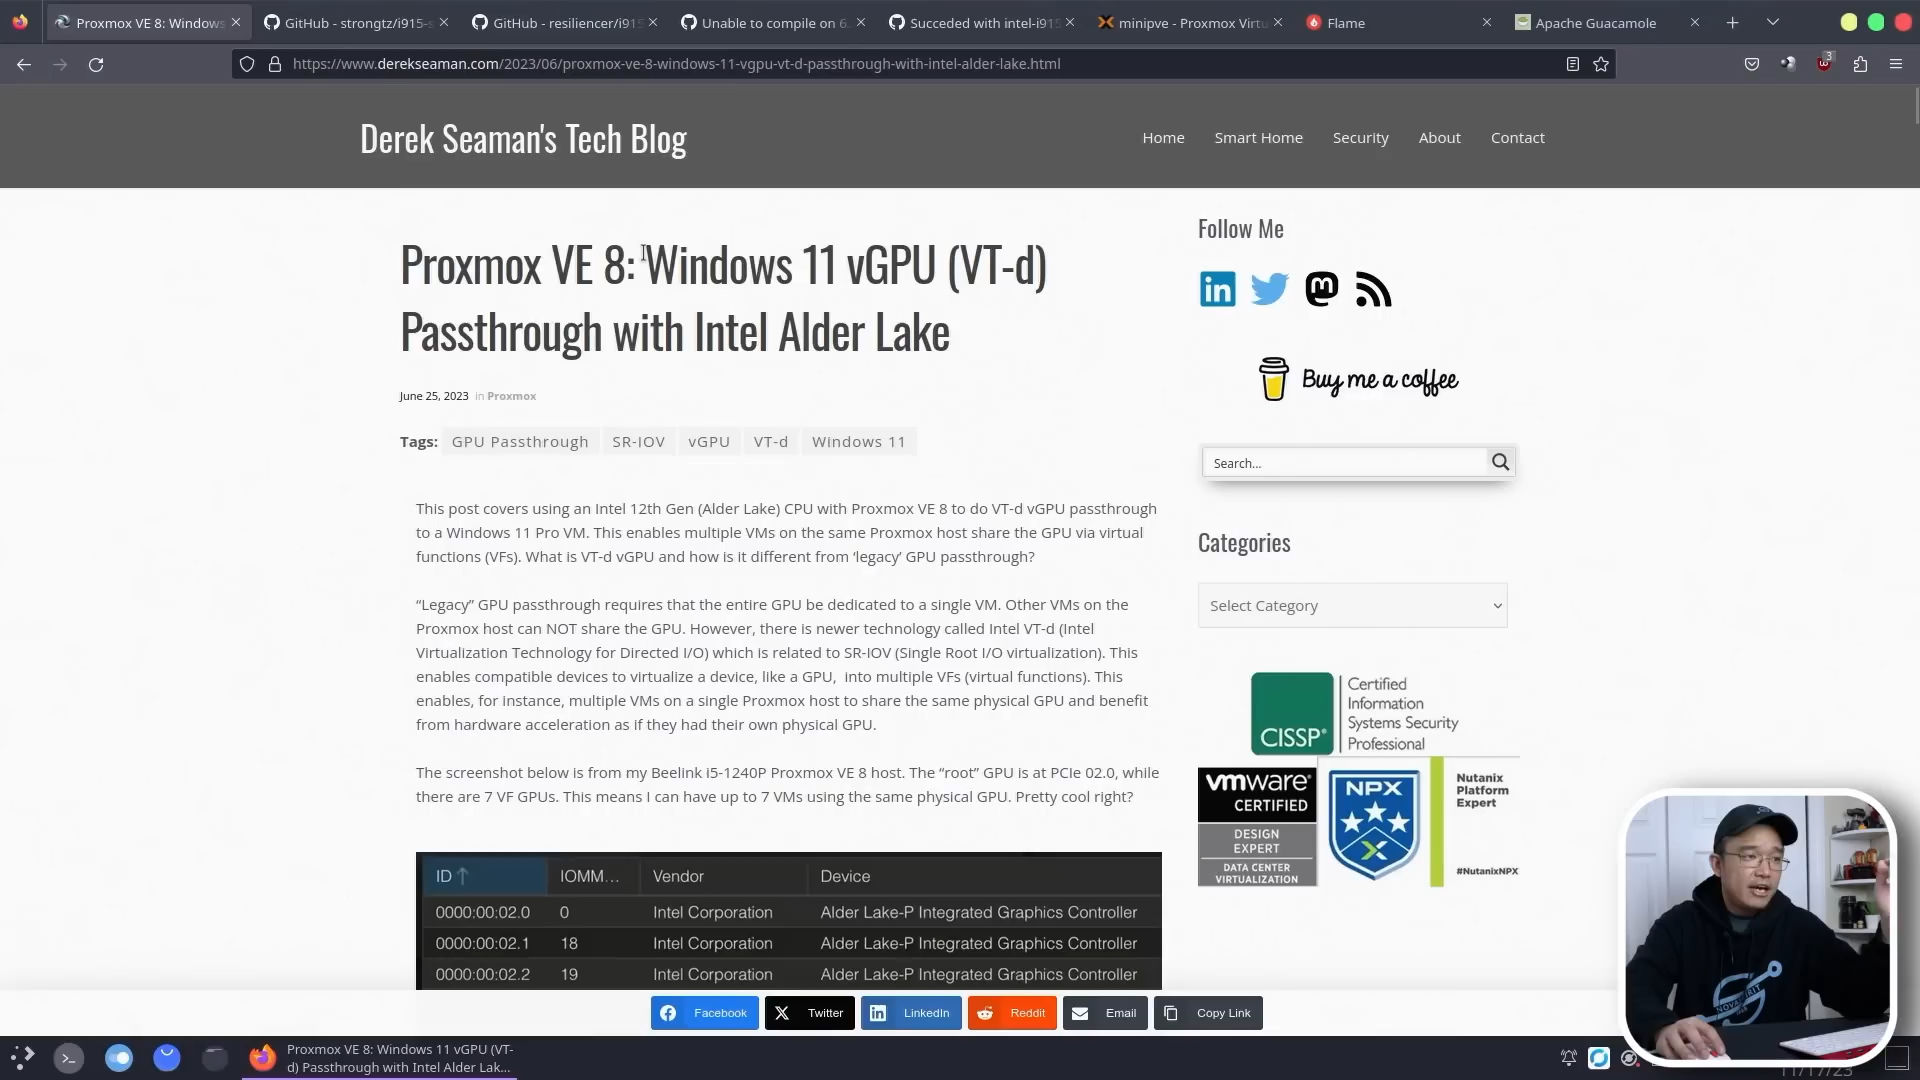 Proxmox VE 8: Windows
GitHub - strongtz/i915-s
GitHub - resiliencer/i915
Unable to compile on 6.
Succeded with intel-i915
minipve - Proxmox Virtu
Flame
Apache Guacamole
https://www.derekseaman.com/2023/06/proxmox-ve-8-windows-11-vgpu-vt-d-passthrough-with-intel-alder-lake.html
3
Derek Seaman's Tech Blog
Home
Smart Home
Security
About
Contact
Proxmox VE 8: Windows 11 vGPU (VT-d)
Passthrough with Intel Alder Lake
June 25, 2023 in Proxmox
Tags: GPU Passthrough SR-IOV vGPU VT-d Windows 11
This post covers using an Intel 12th Gen (Alder Lake) CPU with Proxmox VE 8 to do VT-d vGPU passthrough
to a Windows 11 Pro VM. This enables multiple VMs on the same Proxmox host share the GPU via virtual
functions (VFs). What is VT-d vGPU and how is it different from ‘legacy’ GPU passthrough?
“Legacy” GPU passthrough requires that the entire GPU be dedicated to a single VM. Other VMs on the
Proxmox host can NOT share the GPU. However, there is newer technology called Intel VT-d (Intel
Virtualization Technology for Directed I/O) which is related to SR-IOV (Single Root I/O virtualization). This
enables compatible devices to virtualize a device, like a GPU,  into multiple VFs (virtual functions). This
enables, for instance, multiple VMs on a single Proxmox host to share the same physical GPU and benefit
from hardware acceleration as if they had their own physical GPU.
The screenshot below is from my Beelink i5-1240P Proxmox VE 8 host. The “root” GPU is at PCIe 02.0, while
there are 7 VF GPUs. This means I can have up to 7 VMs using the same physical GPU. Pretty cool right?
ID IOMM... Vendor Device
0000:00:02.0 0 Intel Corporation Alder Lake-P Integrated Graphics Controller
0000:00:02.1 18 Intel Corporation Alder Lake-P Integrated Graphics Controller
0000:00:02.2 19 Intel Corporation Alder Lake-P Integrated Graphics Controller
Follow Me
Buy me a coffee
Search...
Categories
Select Category
CISSP
Certified
Information
Systems Security
Professional
vmware
CERTIFIED
DESIGN
EXPERT
DATA CENTER
VIRTUALIZATION
NPX
Nutanix
Platform
Expert
#NutanixNPX
Facebook
Twitter
LinkedIn
Reddit
Email
Copy Link
Proxmox VE 8: Windows 11 vGPU (VT-
d) Passthrough with Intel Alder Lak...